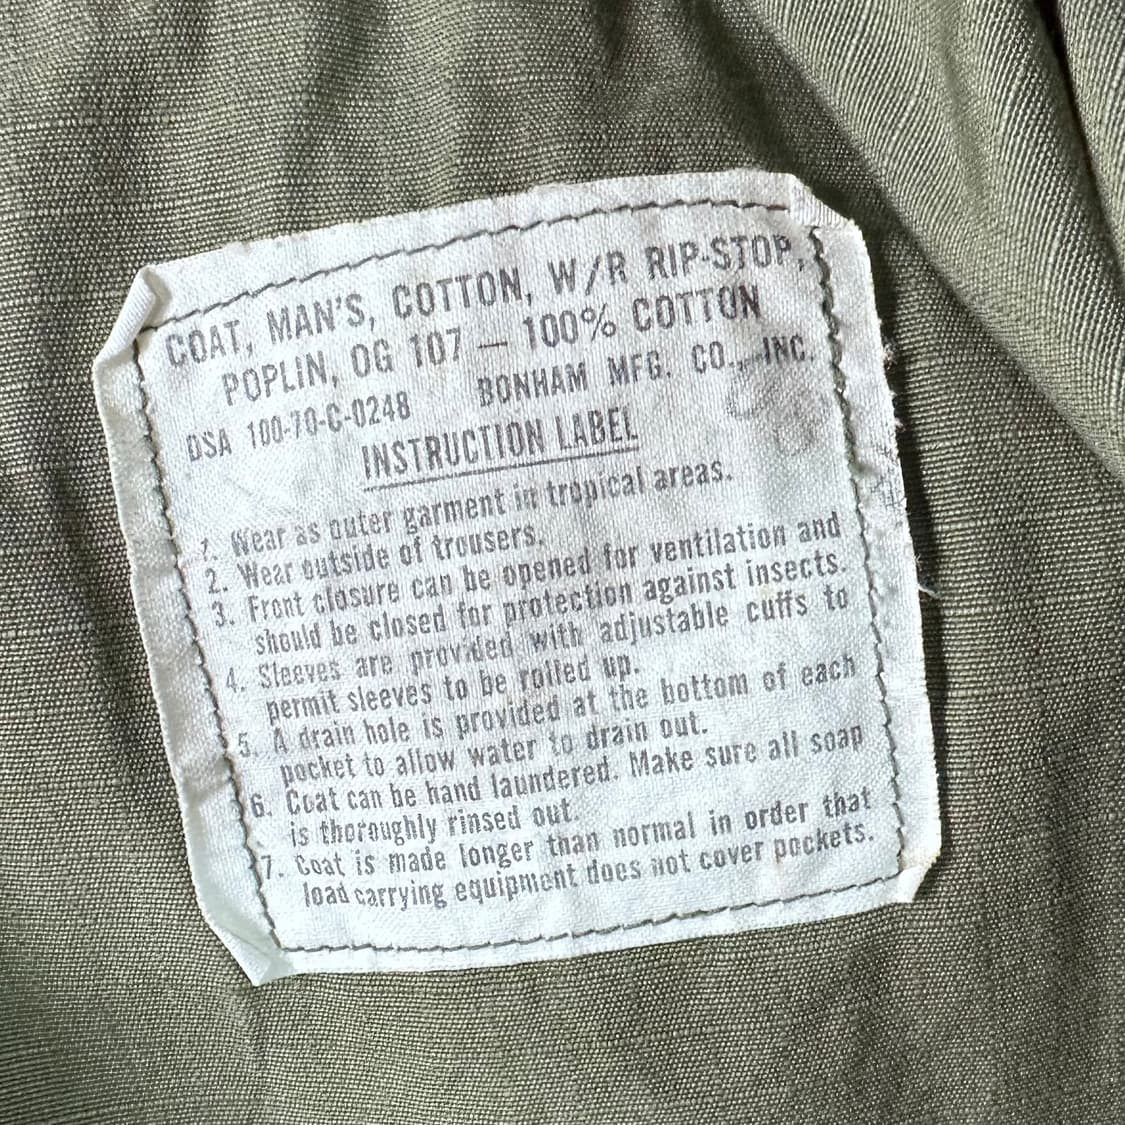 COAT, MAN'S, COTTON, W/R RIP-STOP,
POPLIN, OG 107 — 100% COTTON
DSA 100-70-C-0248 BONHAM MFG. CO., INC.
INSTRUCTION LABEL
1. Wear as outer garment in tropical areas.
2. Wear outside of trousers.
3. Front closure can be opened for ventilation and
should be closed for protection against insects.
4. Sleeves are provided with adjustable cuffs to
permit sleeves to be rolled up.
5. A drain hole is provided at the bottom of each
pocket to allow water to drain out.
6. Coat can be hand laundered. Make sure all soap
is thoroughly rinsed out.
7. Coat is made longer than normal in order that
load carrying equipment does not cover pockets.